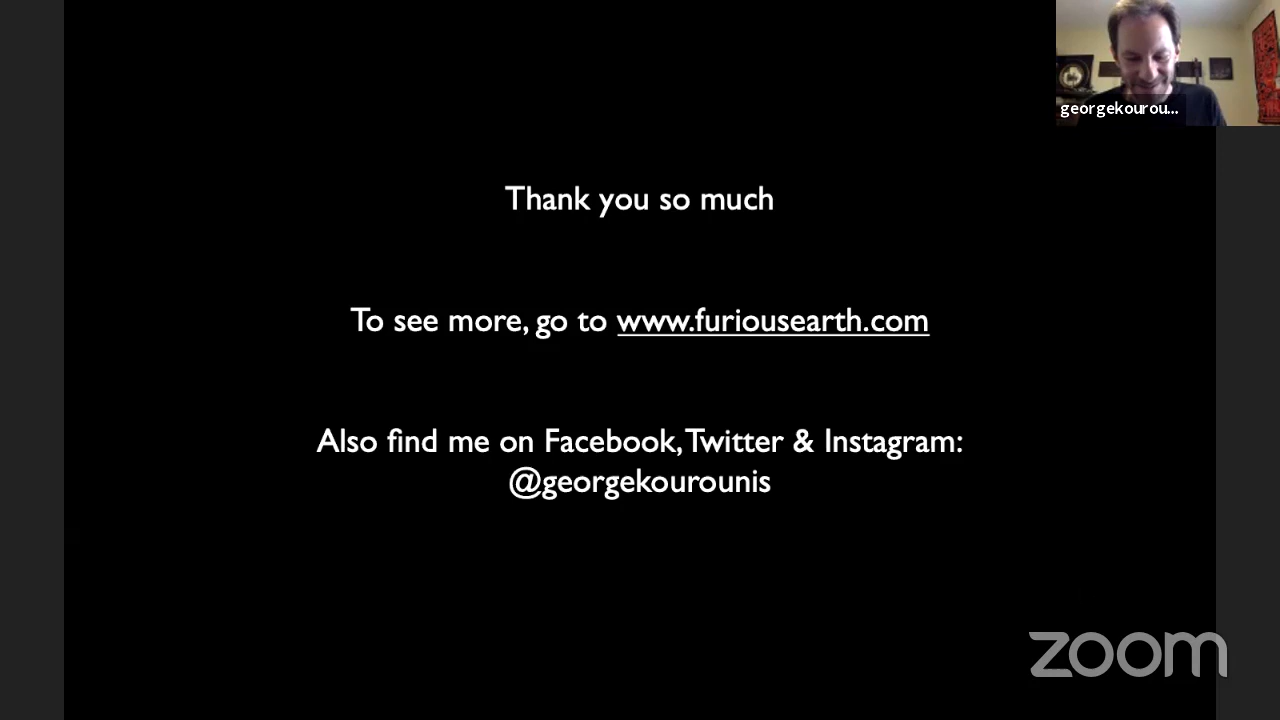 georgekourou...
Thank you so much
To see more, go to www.furiousearth.com
Also find me on Facebook, Twitter & Instagram:
@georgekourounis
zoom